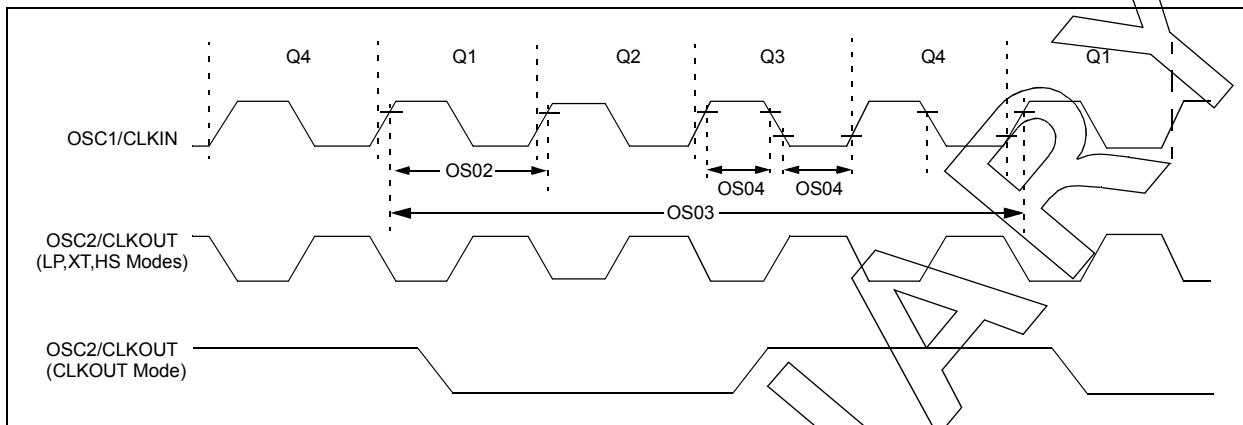 Q4 Q1 Q2 Q3 Q4 Q1
OSC1/CLKIN
OS02 OS04 OS04
OS03
OSC2/CLKOUT
(LP,XT,HS Modes)
OSC2/CLKOUT
(CLKOUT Mode)